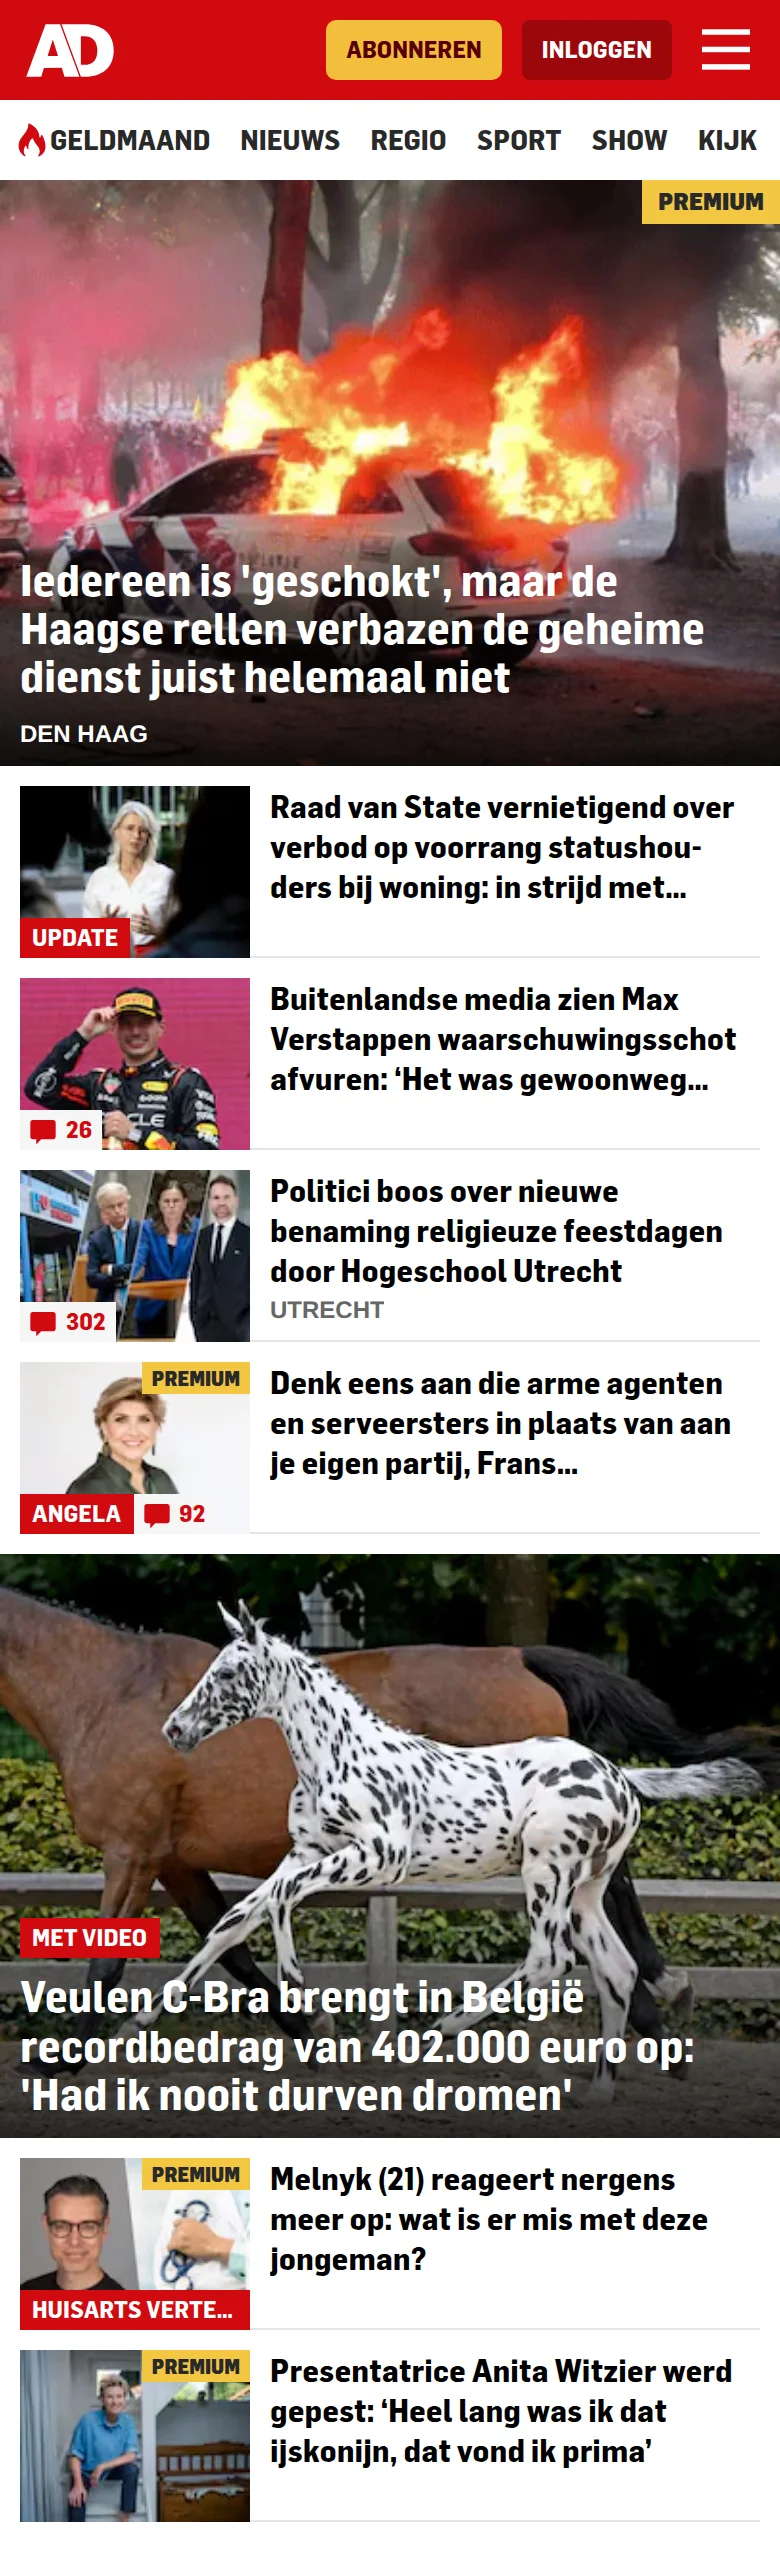 AD
ABONNEREN
INLOGGEN
GELDMAAND NIEUWS REGIO SPORT SHOW KIJK
PREMIUM
Iedereen is 'geschokt', maar de
Haagse rellen verbazen de geheime
dienst juist helemaal niet
DEN HAAG
UPDATE
Raad van State vernietigend over
verbod op voorrang statushou-
ders bij woning: in strijd met...
26
Buitenlandse media zien Max
Verstappen waarschuwingsschot
afvuren: ‘Het was gewoonweg...
302
Politici boos over nieuwe
benaming religieuze feestdagen
door Hogeschool Utrecht
UTRECHT
PREMIUM
ANGELA
92
Denk eens aan die arme agenten
en serveersters in plaats van aan
je eigen partij, Frans...
MET VIDEO
Veulen C-Bra brengt in België
recordbedrag van 402.000 euro op:
'Had ik nooit durven dromen'
PREMIUM
HUISARTS VERTE...
Melnyk (21) reageert nergens
meer op: wat is er mis met deze
jongeman?
PREMIUM
Presentatrice Anita Witzier werd
gepest: ‘Heel lang was ik dat
ijskonijn, dat vond ik prima’